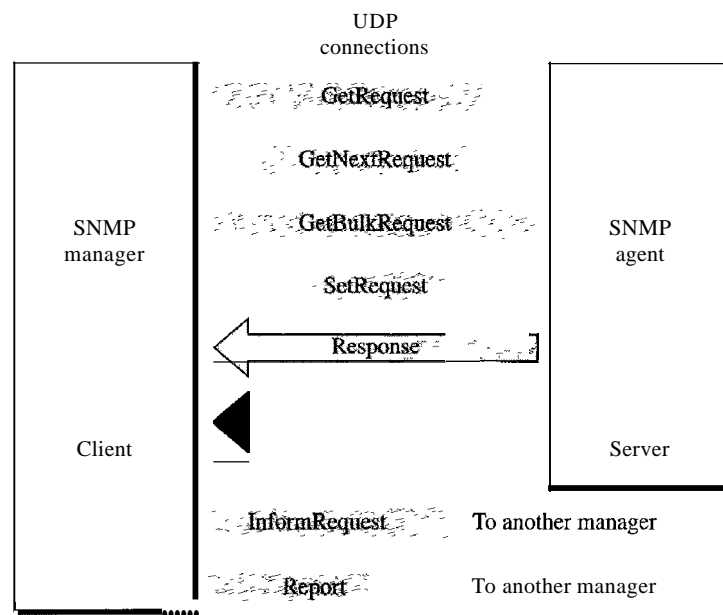 UDP
connections
GetRequest
GetNextRequest
GetBulkRequest
SNMP
manager
SNMP
agent
SetRequest
Response
Client
Server
InformRequest
To another manager
Report
To another manager